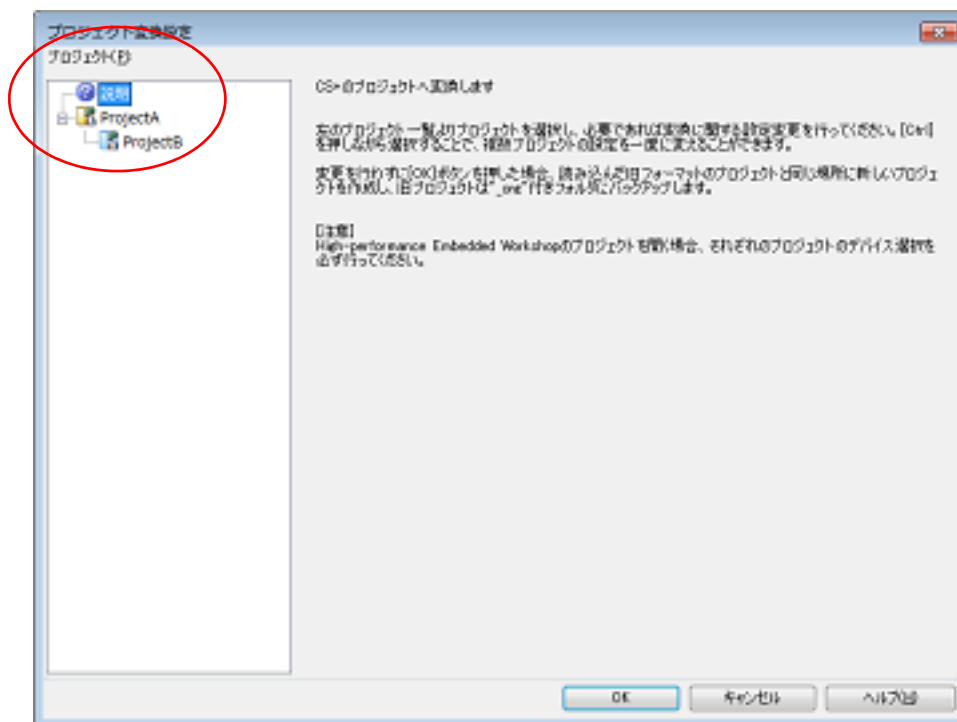 プロジェクト変換設定
プロジェクト(P)
説明
ProjectA
ProjectB
CS+のプロジェクトへ変換します
左のプロジェクト一覧よりプロジェクトを選択し、必要であれば変換に関する設定変更を行ってください。[Ctrl]
を押しながら選択することで、複数プロジェクトの設定を一度に変えることができます。
変更を行わずに[OK]ボタンを押した場合、読み込んだ旧フォーマットのプロジェクトと同じ場所に新しいプロジェ
クトを作成し、旧プロジェクトは"_org"付きフォルダにバックアップします。
【注意】
High-performance Embedded Workshopのプロジェクトを開く場合、それぞれのプロジェクトのデバイス選択を
必ず行ってください。
OK
キャンセル
ヘルプ(H)